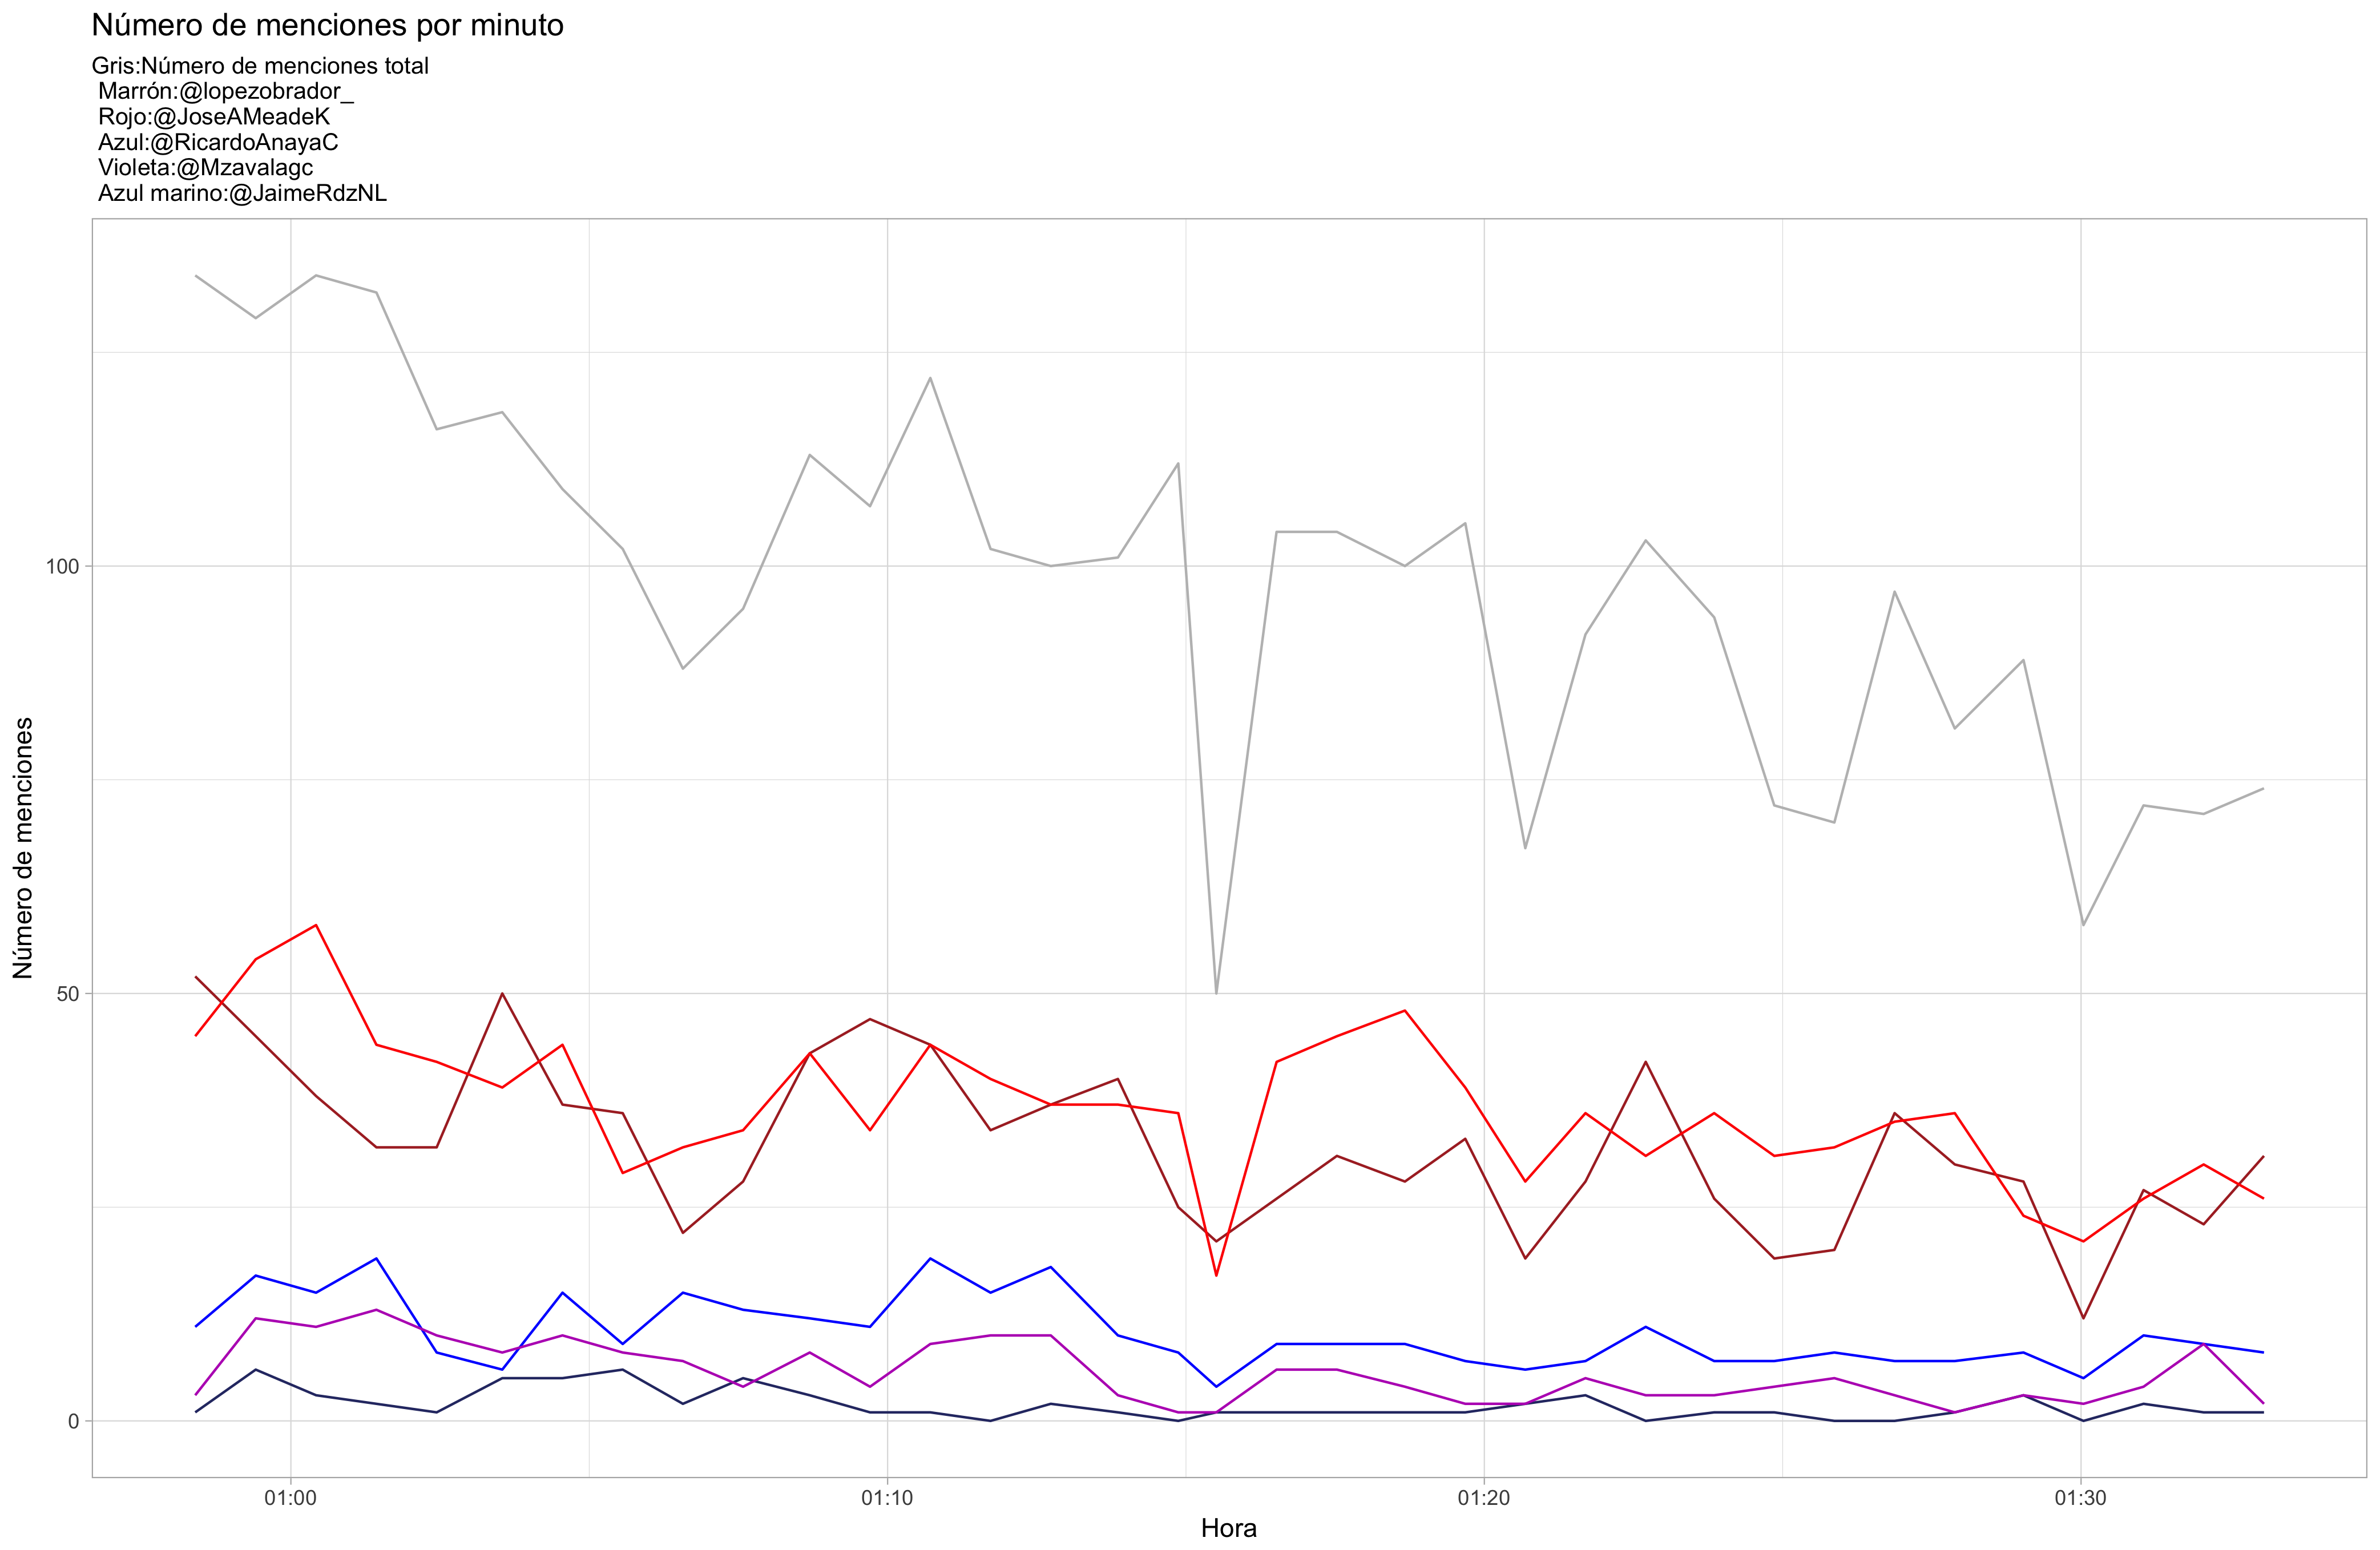 Número de menciones por minuto
Gris:Número de menciones total
Marrón:@lopezobrador_
Rojo:@JoseAMeadeK
Azul:@RicardoAnayaC
Violeta:@Mzavalagc
Azul marino:@JaimeRdzNL
Número de menciones
100
50
0
01:00
01:10
01:20
01:30
Hora